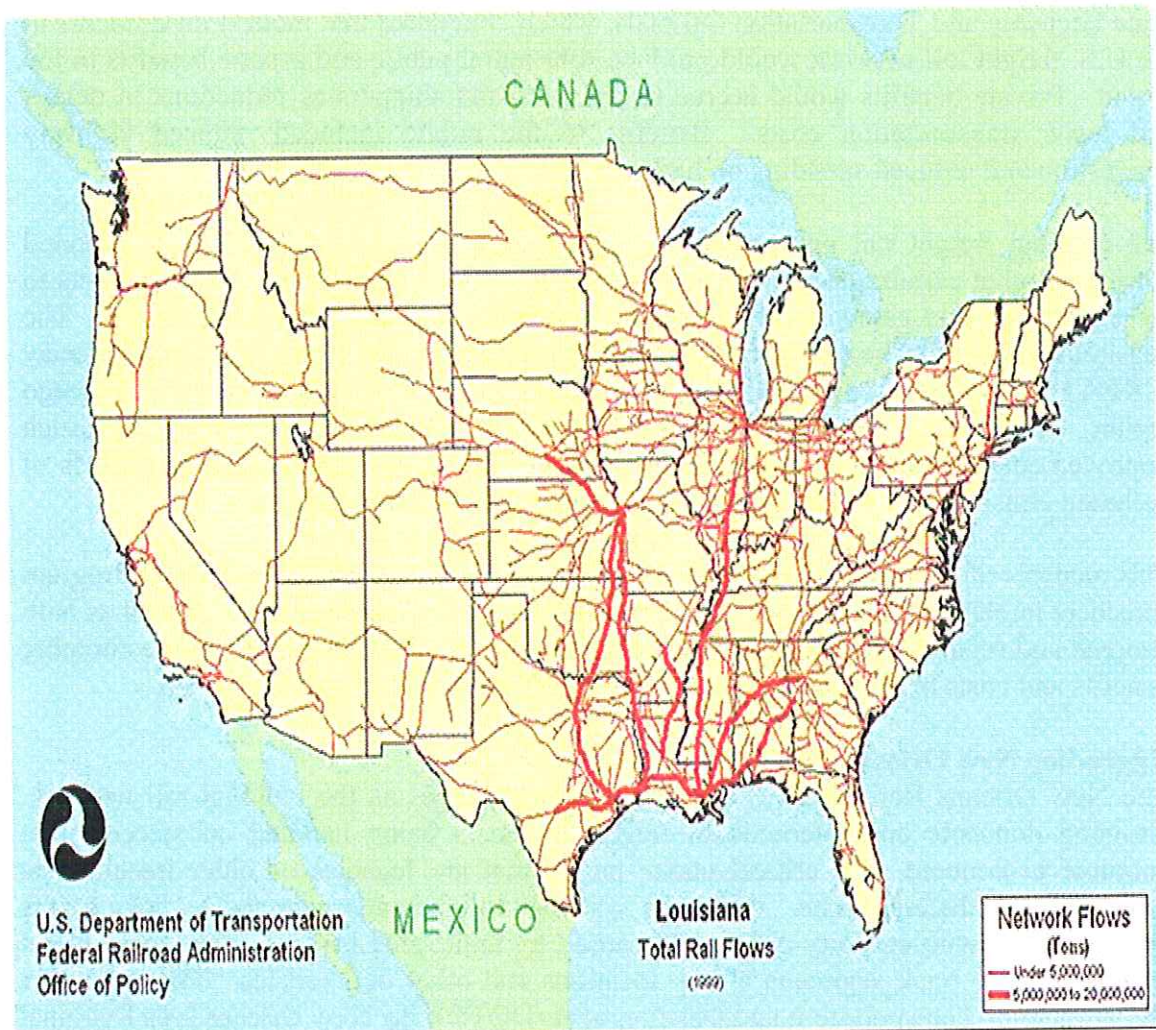 CANADA
MEXICO
U.S. Department of Transportation
Federal Railroad Administration
Office of Policy
Louisiana
Total Rail Flows
(1999)
Network Flows
(Tons)
Under 5,000,000
5,000,000 to 20,000,000